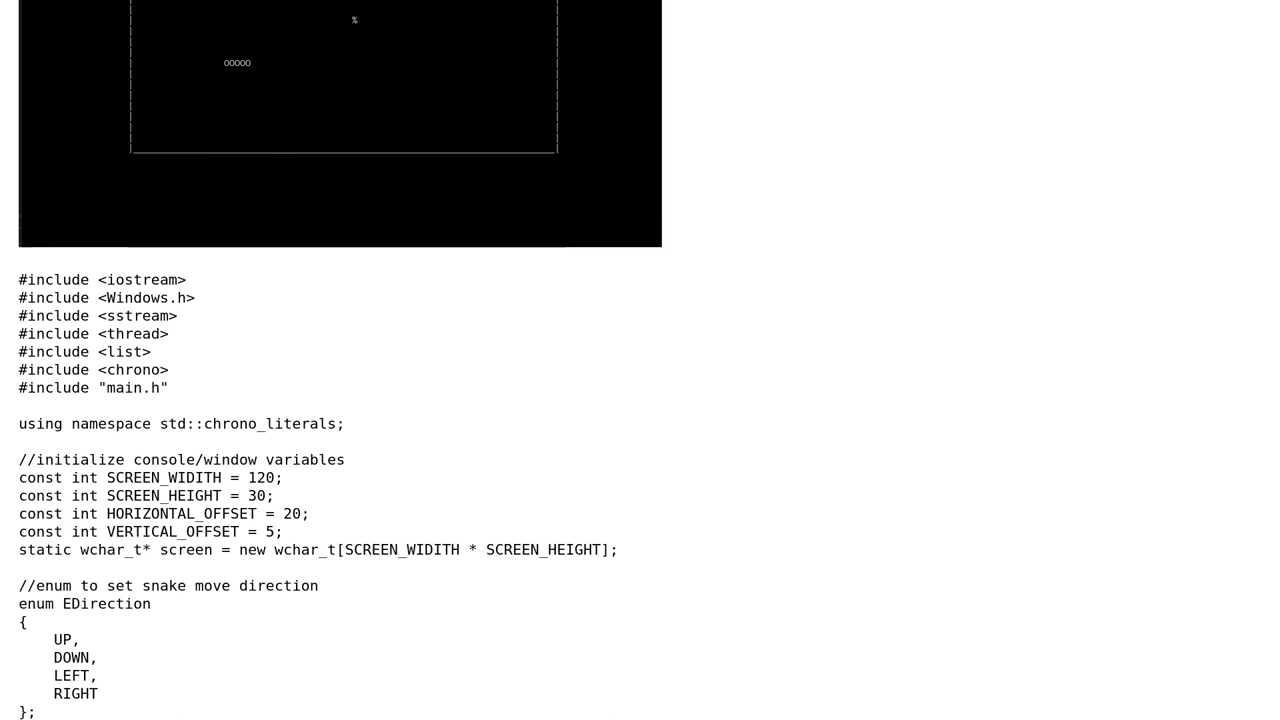 %
ooooo
#include <iostream>
#include <Windows.h>
#include <sstream>
#include <thread>
#include <list>
#include <chrono>
#include "main.h"
using namespace std::chrono_literals;
//initialize console/window variables
const int SCREEN_WIDITH = 120;
const int SCREEN_HEIGHT = 30;
const int HORIZONTAL_OFFSET = 20;
const int VERTICAL_OFFSET = 5;
static wchar_t* screen = new wchar_t[SCREEN_WIDITH * SCREEN_HEIGHT];
//enum to set snake move direction
enum EDirection
{
    UP,
    DOWN,
    LEFT,
    RIGHT
};